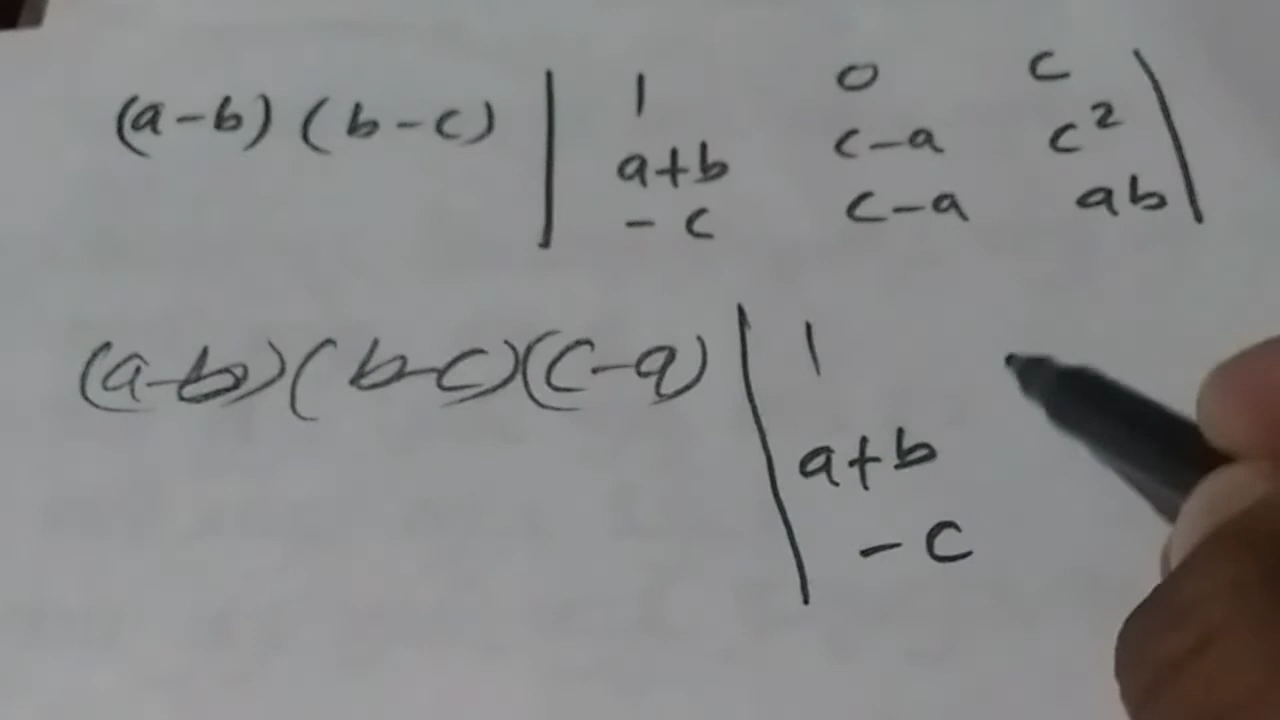 (a-b) (b-c) | 1 0 c |
a+b c-a c²
-c c-a ab
(a-b)(b-c)(c-a) | 1
a+b
-c